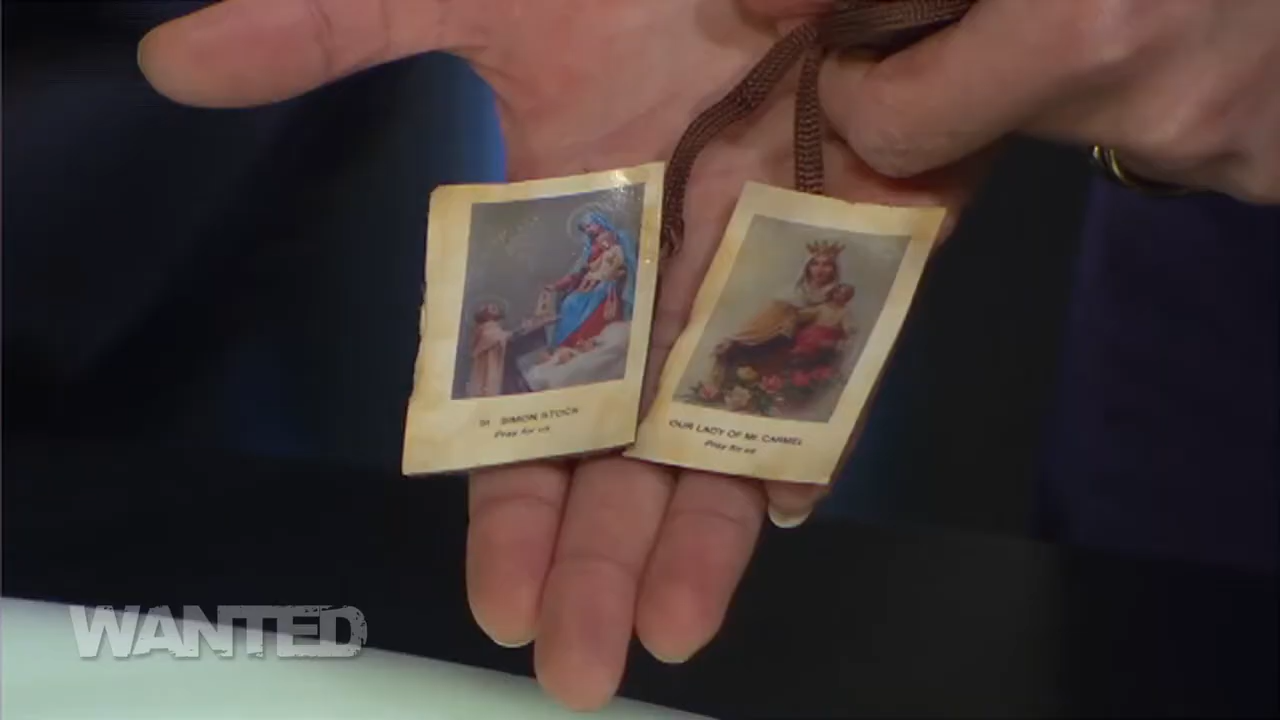 St. SIMON STOCK
Pray for us
OUR LADY OF Mt. CARMEL
Pray for us
WANTED